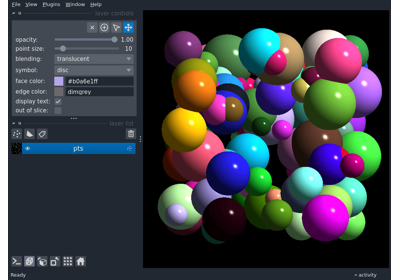 File View Plugins Window Help
layer controls
opacity: 1.00
point size: 10
blending: translucent
symbol: disc
face color: #b0a6e1ff
edge color: dimgrey
display text: ✓
out of slice:
layer list
pts
Ready
activity